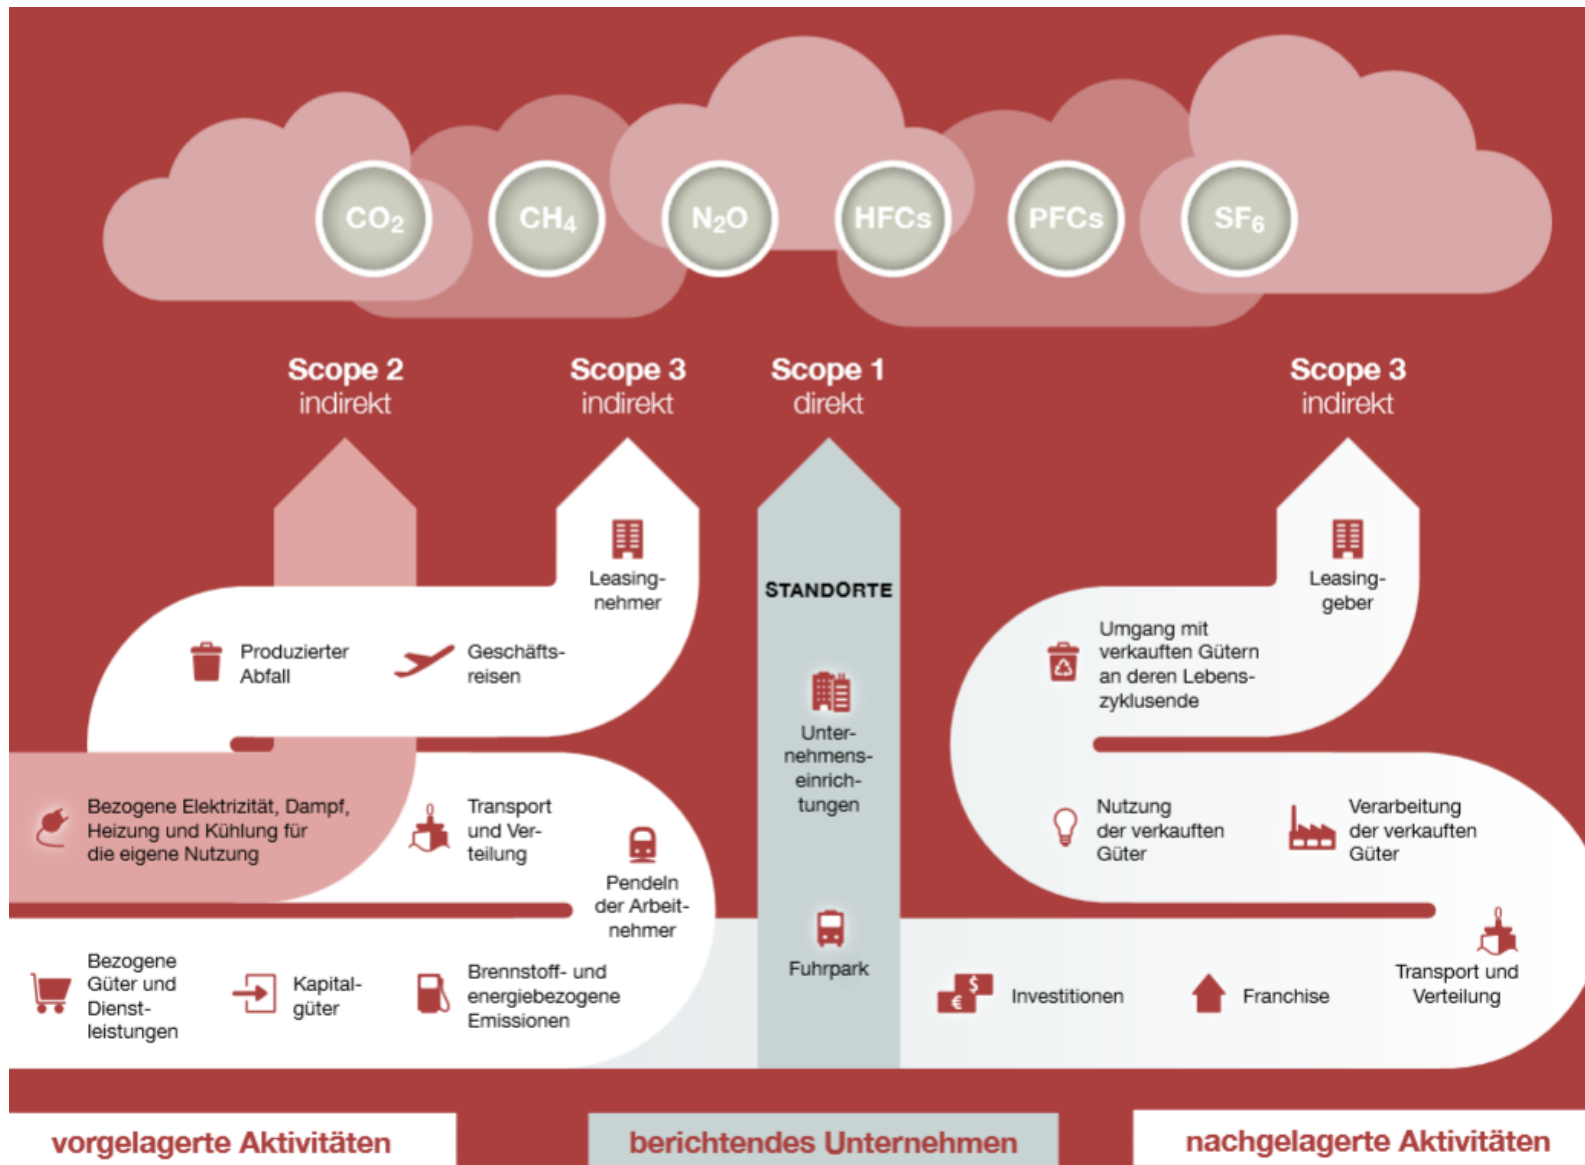 CO₂
CH₄
N₂O
HFCs
PFCs
SF₆
Scope 2
indirekt
Scope 3
indirekt
Scope 1
direkt
Scope 3
indirekt
Leasing-
nehmer
Produzierter
Abfall
Geschäfts-
reisen
Bezogene Elektrizität, Dampf,
Heizung und Kühlung für
die eigene Nutzung
Transport
und Ver-
teilung
Pendeln
der Arbeit-
nehmer
Bezogene
Güter und
Dienst-
leistungen
Kapital-
güter
Brennstoff- und
energiebezogene
Emissionen
STANDORTE
Unter-
nehmens-
einrich-
tungen
Fuhrpark
Leasing-
geber
Umgang mit
verkauften Gütern
an deren Lebens-
zyklusende
Nutzung
der verkauften
Güter
Verarbeitung
der verkauften
Güter
$
€
Investitionen
Franchise
Transport und
Verteilung
vorgelagerte Aktivitäten
berichtendes Unternehmen
nachgelagerte Aktivitäten